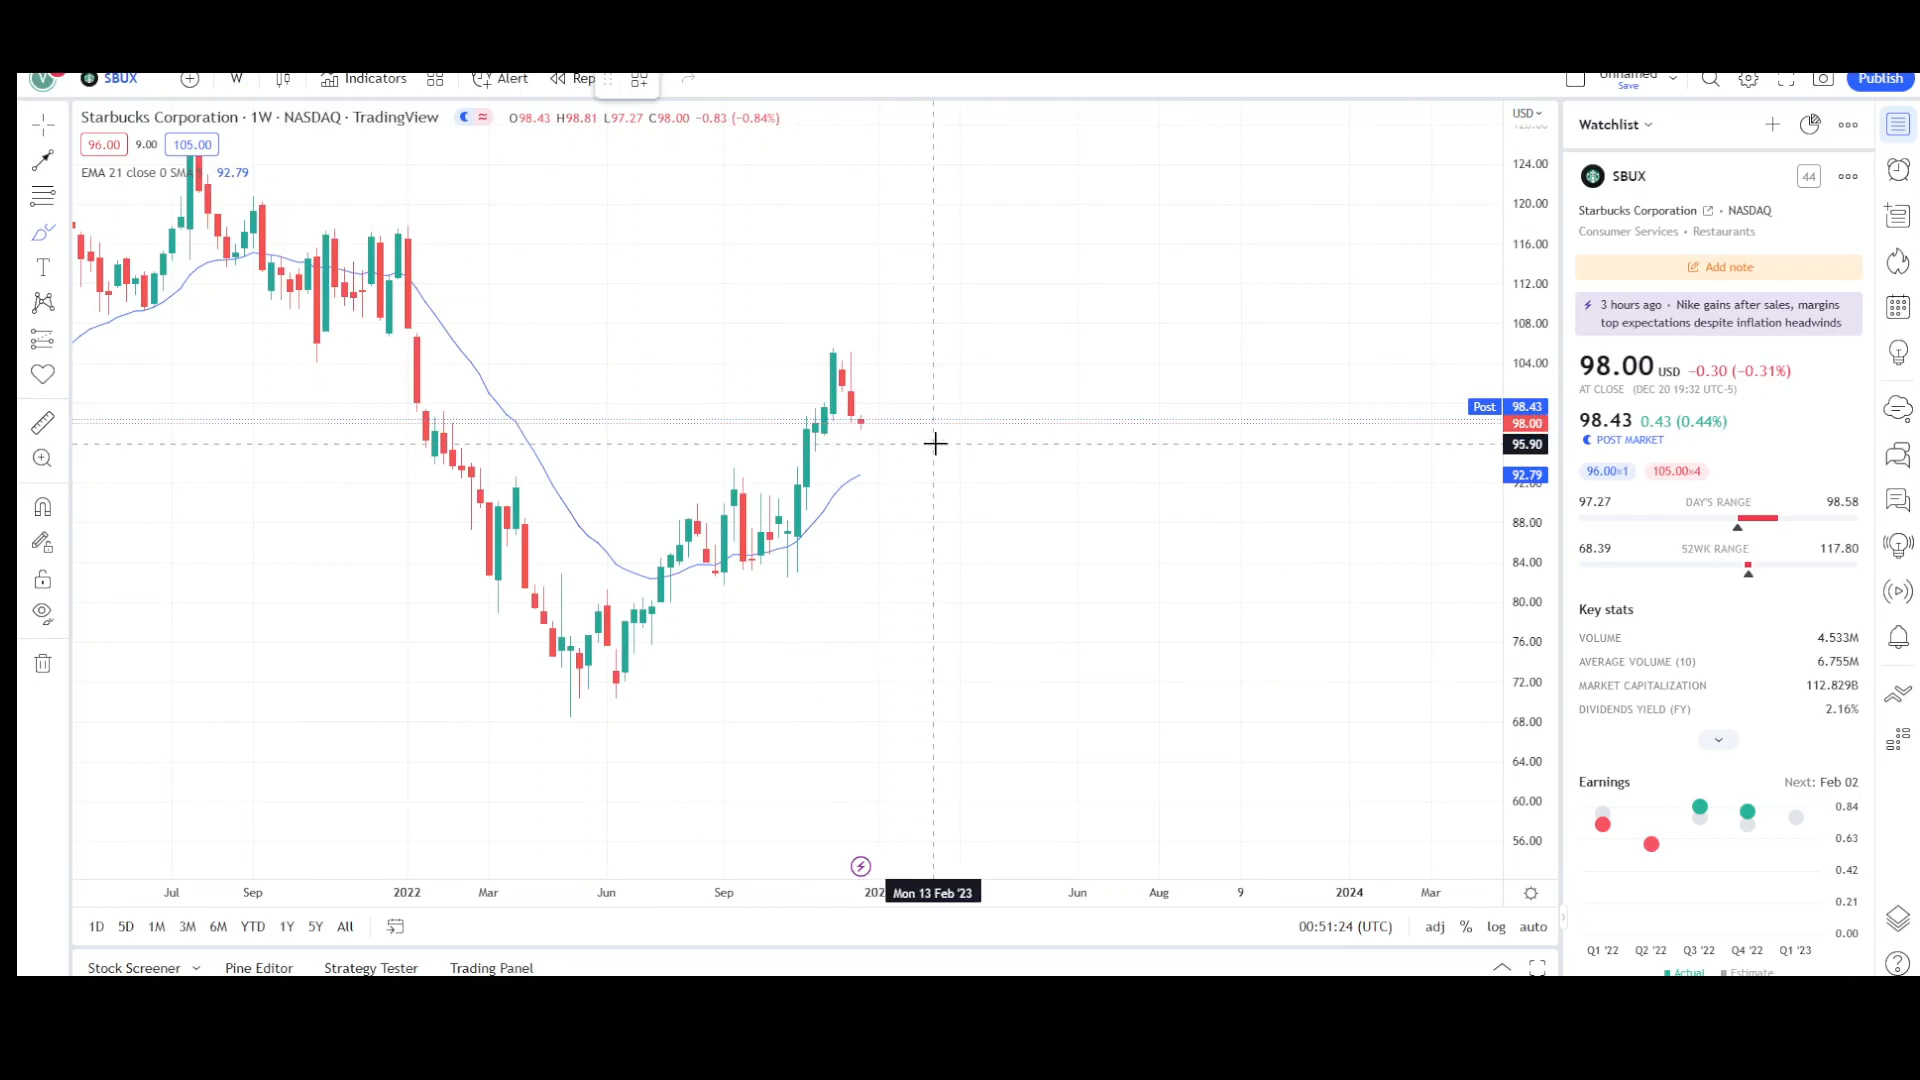 SBUX W Indicators Alert Rep Unnamed Save Publish
Starbucks Corporation · 1W · NASDAQ · TradingView O98.43 H98.81 L97.27 C98.00 −0.83 (−0.84%)
96.00 9.00 105.00
EMA 21 close 0 SMA 5 92.79
USD
124.00
120.00
116.00
112.00
108.00
104.00
Post 98.43
98.00
95.90
92.79
92.00
88.00
84.00
80.00
76.00
72.00
68.00
64.00
60.00
56.00
Jul Sep 2022 Mar Jun Sep 202 Mon 13 Feb '23 Jun Aug 9 2024 Mar
1D 5D 1M 3M 6M YTD 1Y 5Y All 00:51:24 (UTC) adj % log auto
Stock Screener Pine Editor Strategy Tester Trading Panel
Watchlist
SBUX 44
Starbucks Corporation • NASDAQ
Consumer Services • Restaurants
Add note
3 hours ago · Nike gains after sales, margins
top expectations despite inflation headwinds
98.00 USD −0.30 (−0.31%)
AT CLOSE (DEC 20 19:32 UTC-5)
98.43 0.43 (0.44%)
POST MARKET
96.00×1 105.00×4
97.27 DAY'S RANGE 98.58
68.39 52WK RANGE 117.80
Key stats
VOLUME 4.533M
AVERAGE VOLUME (10) 6.755M
MARKET CAPITALIZATION 112.829B
DIVIDENDS YIELD (FY) 2.16%
Earnings Next: Feb 02
0.84
0.63
0.42
0.21
0.00
Q1 '22 Q2 '22 Q3 '22 Q4 '22 Q1 '23
Actual Estimate